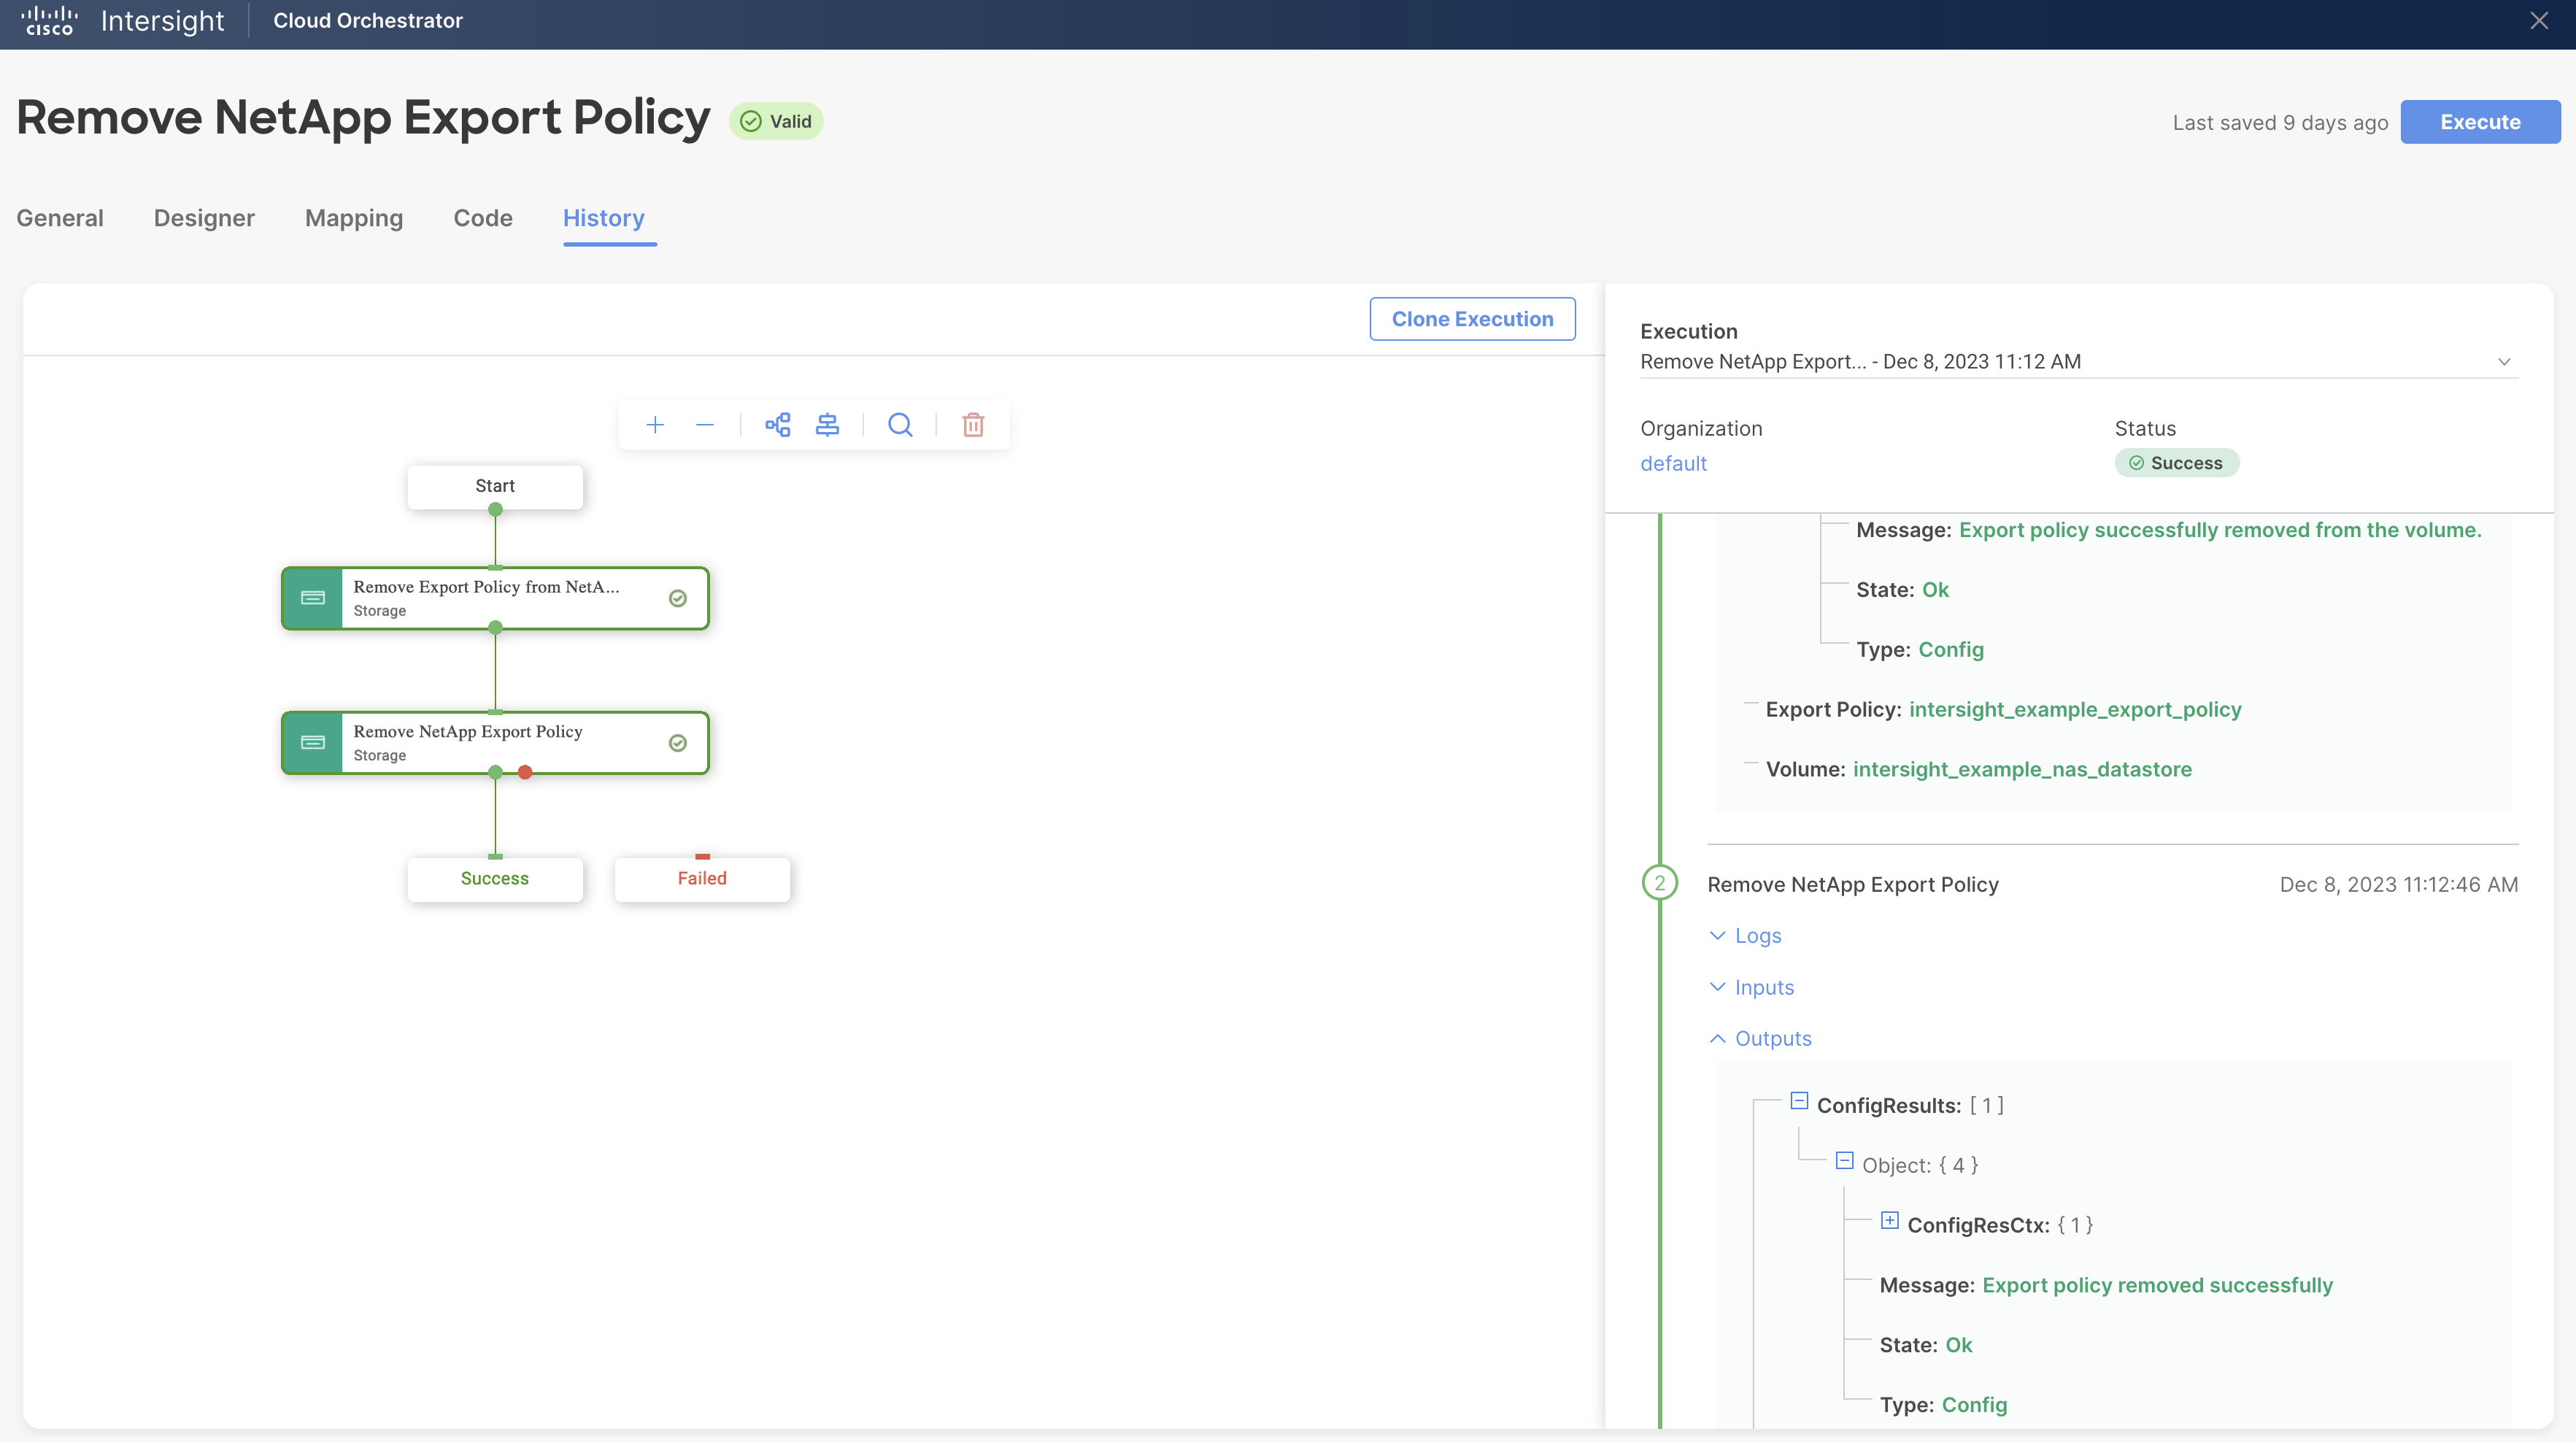 cisco Intersight Cloud Orchestrator
Remove NetApp Export Policy Valid
Last saved 9 days ago Execute
General Designer Mapping Code History
Clone Execution
Start
Remove Export Policy from NetA...
Storage
Remove NetApp Export Policy
Storage
Success Failed
Execution
Remove NetApp Export... - Dec 8, 2023 11:12 AM
Organization Status
default Success
Message: Export policy successfully removed from the volume.
State: Ok
Type: Config
Export Policy: intersight_example_export_policy
Volume: intersight_example_nas_datastore
2 Remove NetApp Export Policy Dec 8, 2023 11:12:46 AM
Logs
Inputs
Outputs
ConfigResults: [ 1 ]
Object: { 4 }
ConfigResCtx: { 1 }
Message: Export policy removed successfully
State: Ok
Type: Config